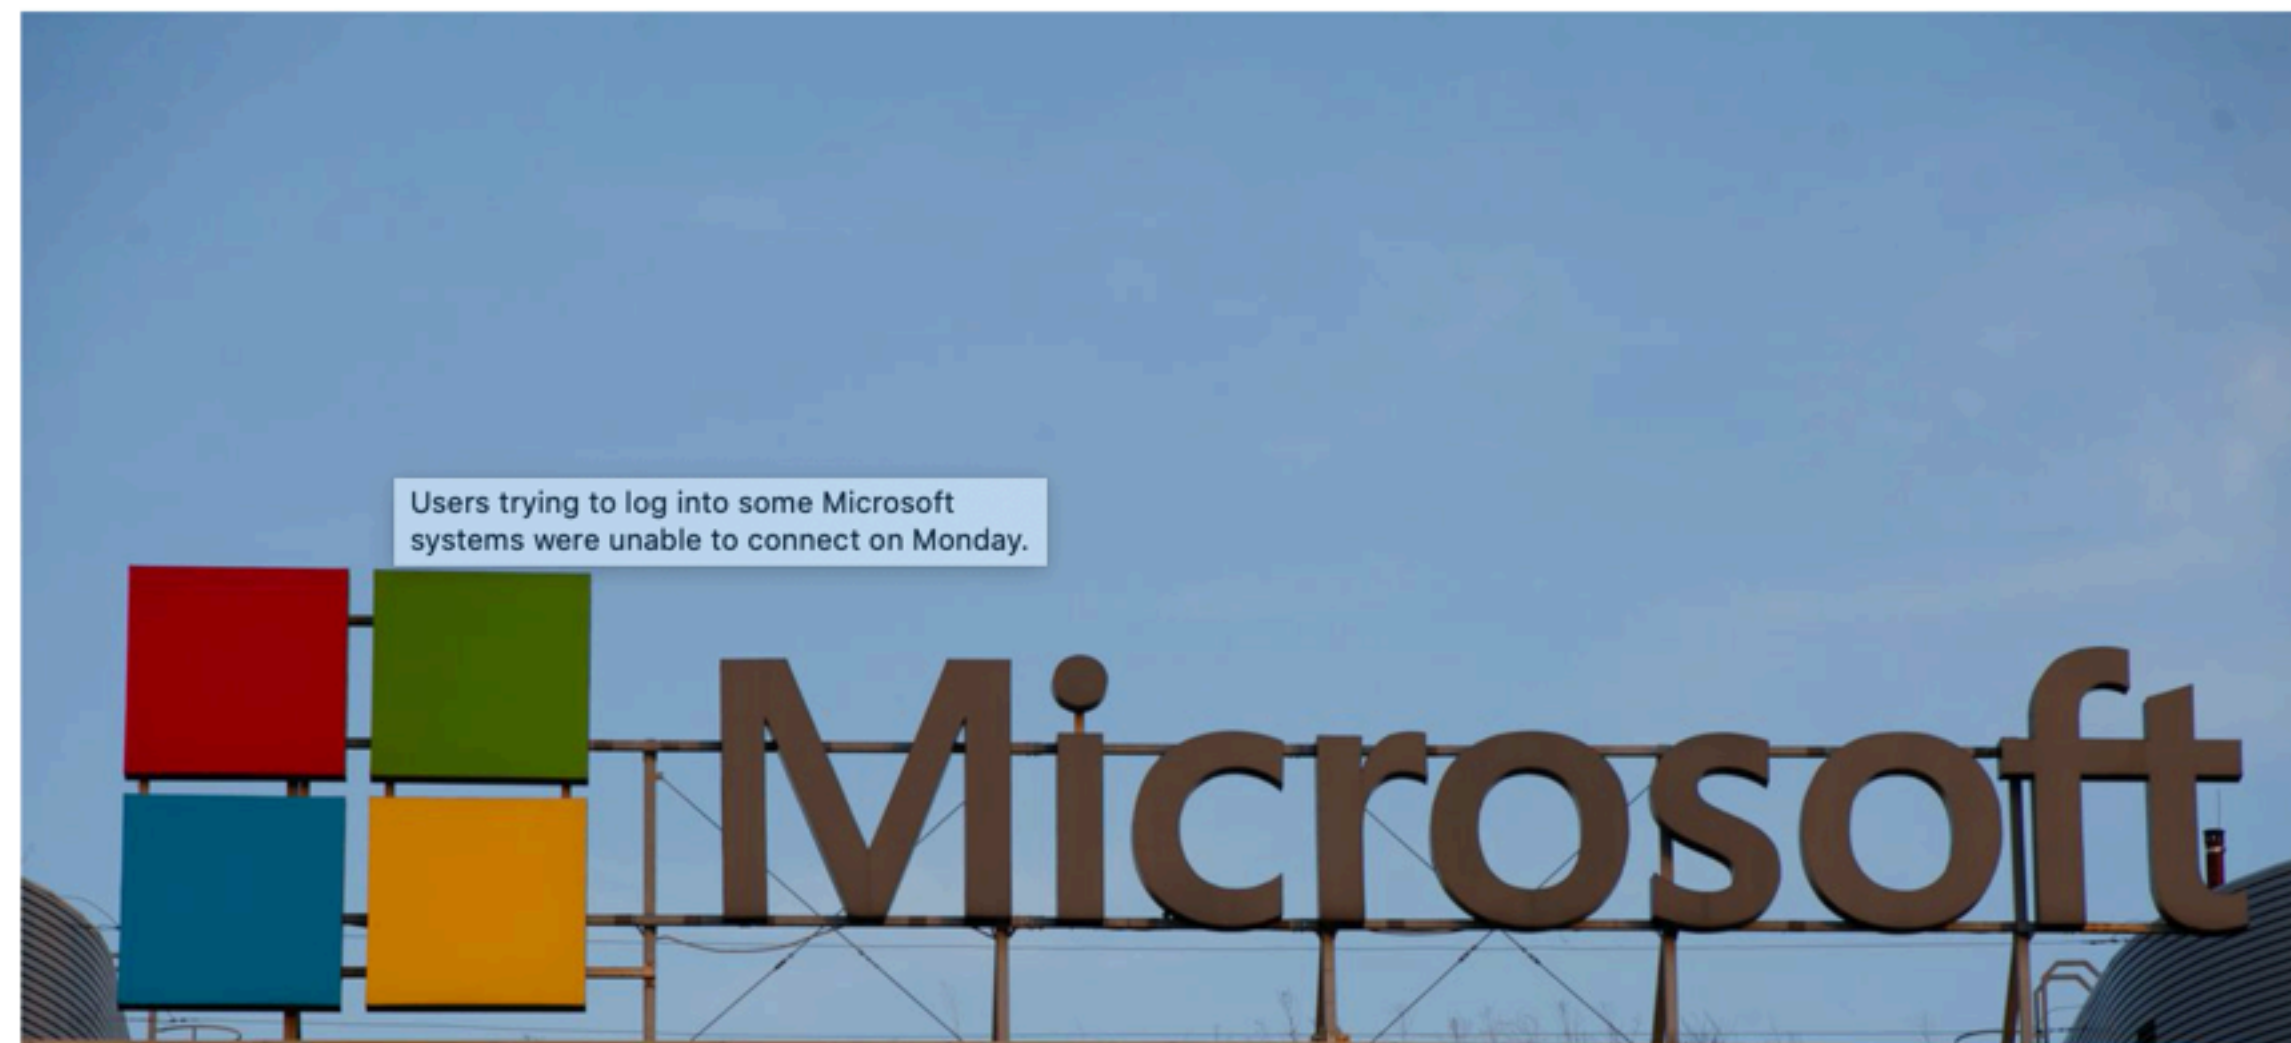 Users trying to log into some Microsoft
systems were unable to connect on Monday.
Microsoft